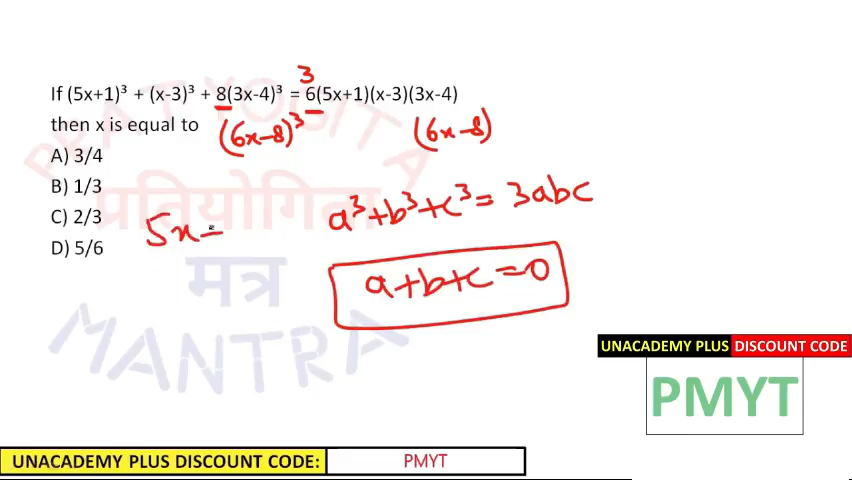 3
If (5x+1)³ + (x-3)³ + 8(3x-4)³ = 6(5x+1)(x-3)(3x-4)
then x is equal to (6x-8)³ (6x-8)
A) 3/4
B) 1/3
C) 2/3
D) 5/6
a³+b³+c³= 3abc
5x=
a+b+c=0
PRATIYOGITA
प्रतियोगिता
मंत्र
MANTRA
UNACADEMY PLUS DISCOUNT CODE
PMYT
UNACADEMY PLUS DISCOUNT CODE: PMYT